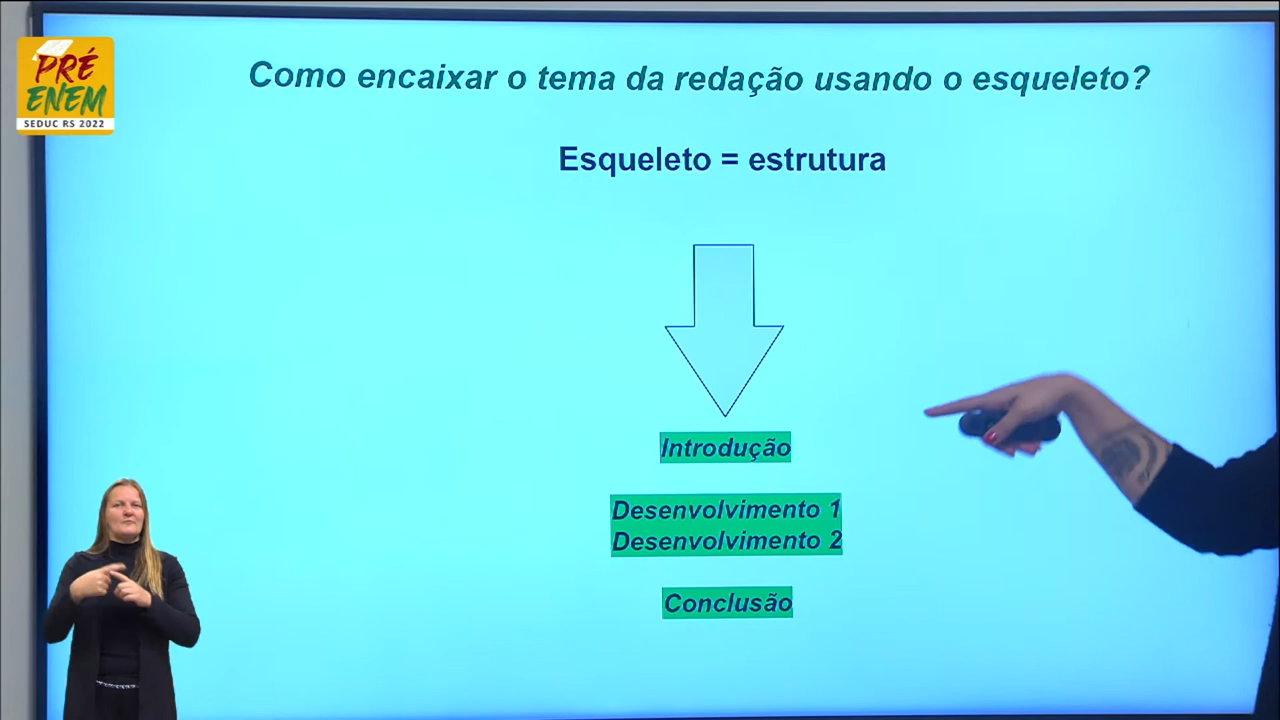 PRÉ
ENEM
SEDUC RS 2022
Como encaixar o tema da redação usando o esqueleto?
Esqueleto = estrutura
Introdução
Desenvolvimento 1
Desenvolvimento 2
Conclusão